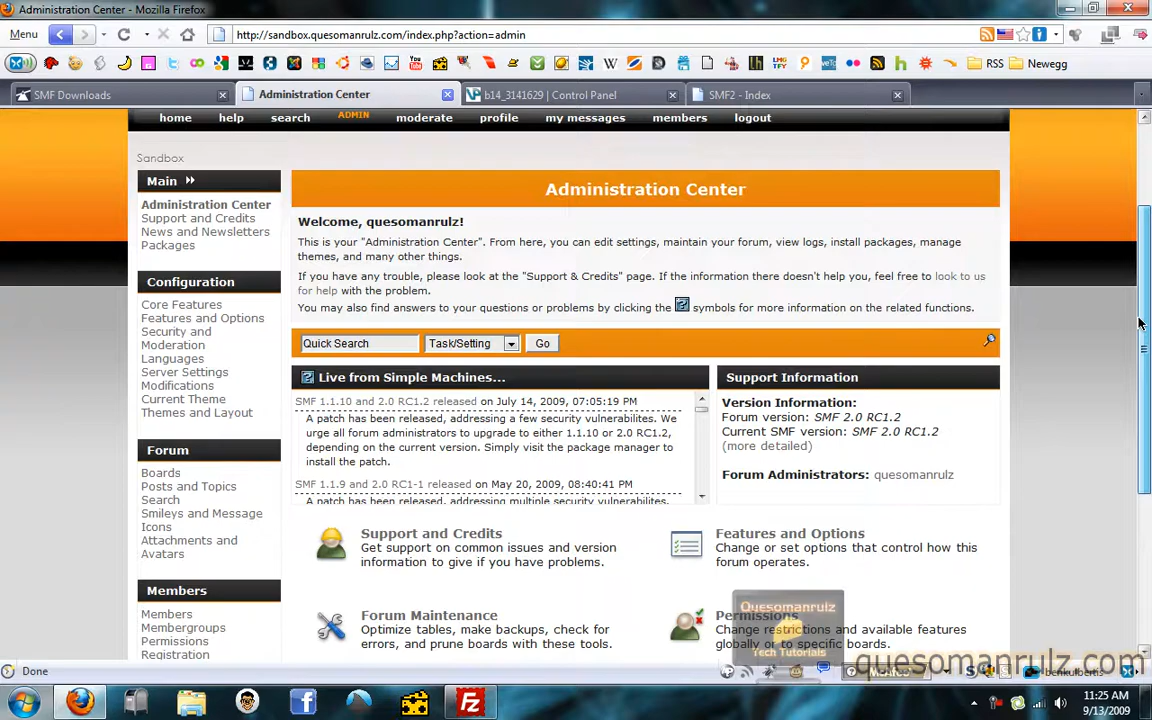 Administration Center - Mozilla Firefox
Menu
http://sandbox.quesomanrulz.com/index.php?action=admin
RSS
Newegg
SMF Downloads
Administration Center
b14_3141629 | Control Panel
SMF2 - Index
home
help
search
ADMIN
moderate
profile
my messages
members
logout
Sandbox
Main
Administration Center
Support and Credits
News and Newsletters
Packages
Configuration
Core Features
Features and Options
Security and
Moderation
Languages
Server Settings
Modifications
Current Theme
Themes and Layout
Forum
Boards
Posts and Topics
Search
Smileys and Message
Icons
Attachments and
Avatars
Members
Members
Membergroups
Permissions
Registration
Administration Center
Welcome, quesomanrulz!
This is your "Administration Center". From here, you can edit settings, maintain your forum, view logs, install packages, manage
themes, and many other things.
If you have any trouble, please look at the "Support & Credits" page. If the information there doesn't help you, feel free to look to us
for help with the problem.
You may also find answers to your questions or problems by clicking the ? symbols for more information on the related functions.
Quick Search
Task/Setting
Go
? Live from Simple Machines...
SMF 1.1.10 and 2.0 RC1.2 released on July 14, 2009, 07:05:19 PM
A patch has been released, addressing a few security vulnerabilites. We
urge all forum administrators to upgrade to either 1.1.10 or 2.0 RC1.2,
depending on the current version. Simply visit the package manager to
install the patch.
SMF 1.1.9 and 2.0 RC1-1 released on May 20, 2009, 08:40:41 PM
A patch has been released, addressing multiple security vulnerabilites.
Support Information
Version Information:
Forum version: SMF 2.0 RC1.2
Current SMF version: SMF 2.0 RC1.2
(more detailed)
Forum Administrators: quesomanrulz
Support and Credits
Get support on common issues and version
information to give if you have problems.
Features and Options
Change or set options that control how this
forum operates.
Forum Maintenance
Optimize tables, make backups, check for
errors, and prune boards with these tools.
Permissions
Change restrictions and available features
globally or to specific boards.
Quesomanrulz
Tech Tutorials
quesomanrulz.com
Done
benkulbertis
11:25 AM
9/13/2009